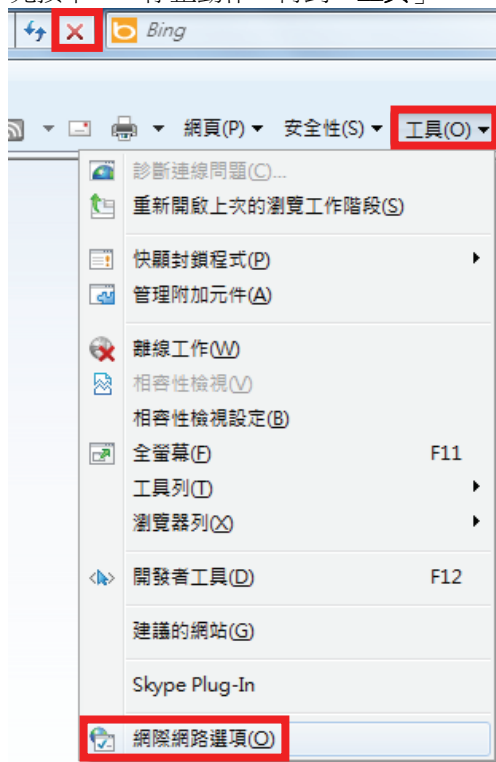 工具」
Bing
網頁(P) 安全性(S) 工具(O)
診斷連線問題(C)...
重新開啟上次的瀏覽工作階段(S)
快顯封鎖程式(P)
管理附加元件(A)
離線工作(W)
相容性檢視(V)
相容性檢視設定(B)
全螢幕(F) F11
工具列(T)
瀏覽器列(X)
開發者工具(D) F12
建議的網站(G)
Skype Plug-In
網際網路選項(O)